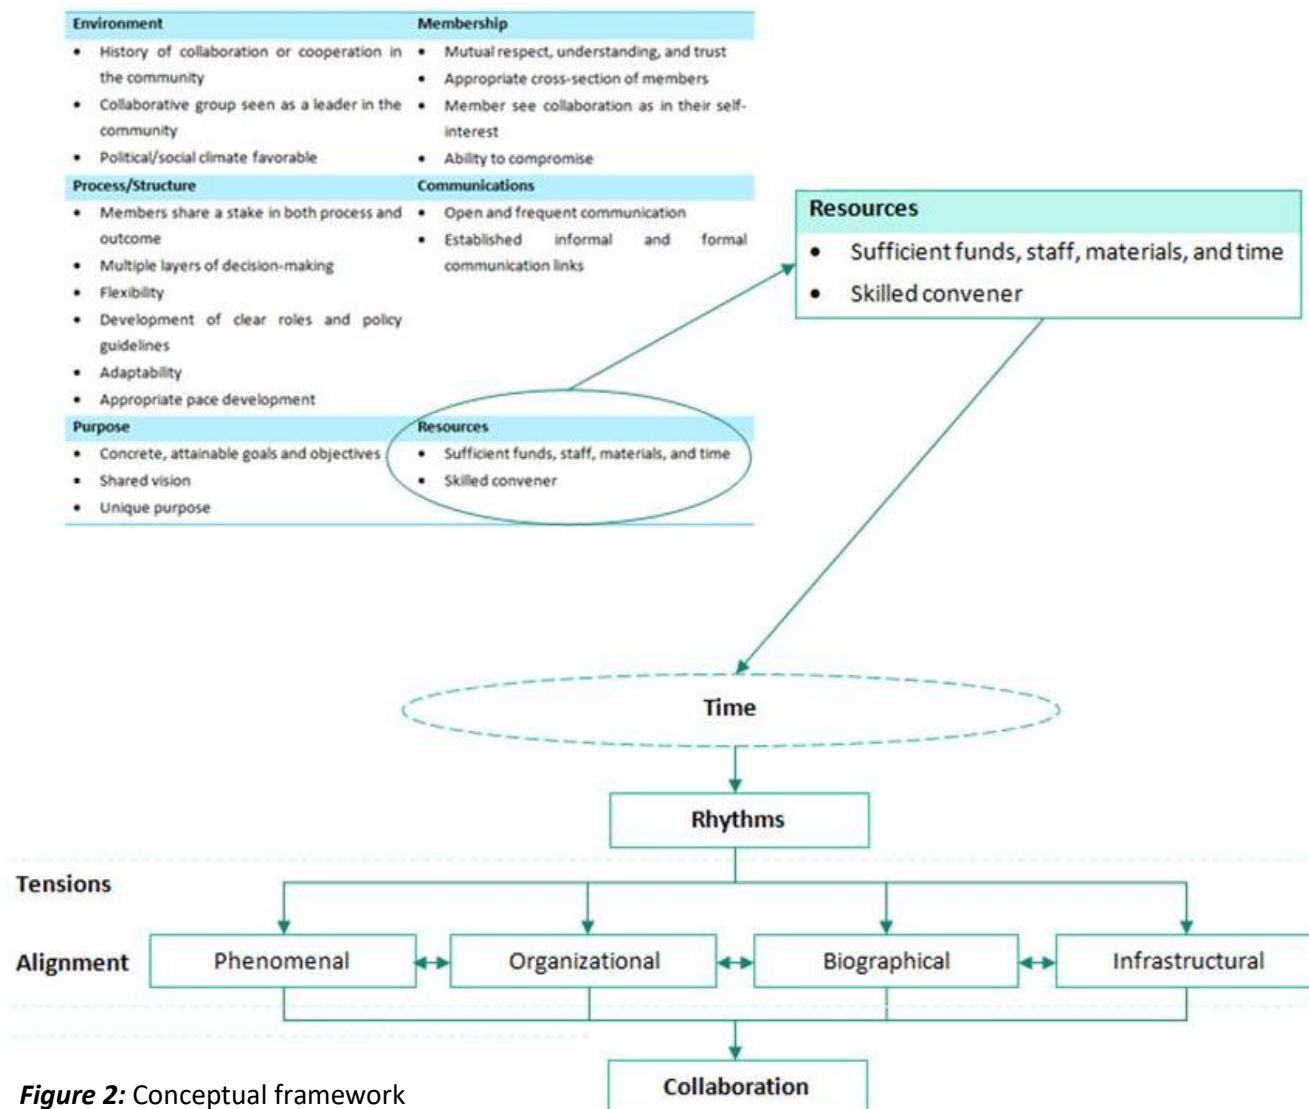 Environment
• History of collaboration or cooperation in
the community
• Collaborative group seen as a leader in the
community
• Political/social climate favorable
Membership
• Mutual respect, understanding, and trust
• Appropriate cross-section of members
• Member see collaboration as in their self-
interest
• Ability to compromise
Process/Structure
• Members share a stake in both process and
outcome
• Multiple layers of decision-making
• Flexibility
• Development of clear roles and policy
guidelines
• Adaptability
• Appropriate pace development
Communications
• Open and frequent communication
• Established informal and formal
communication links
Purpose
• Concrete, attainable goals and objectives
• Shared vision
• Unique purpose
Resources
• Sufficient funds, staff, materials, and time
• Skilled convener
Resources
• Sufficient funds, staff, materials, and time
• Skilled convener
Time
Rhythms
Tensions
Alignment
Phenomenal
Organizational
Biographical
Infrastructural
Collaboration
Figure 2: Conceptual framework